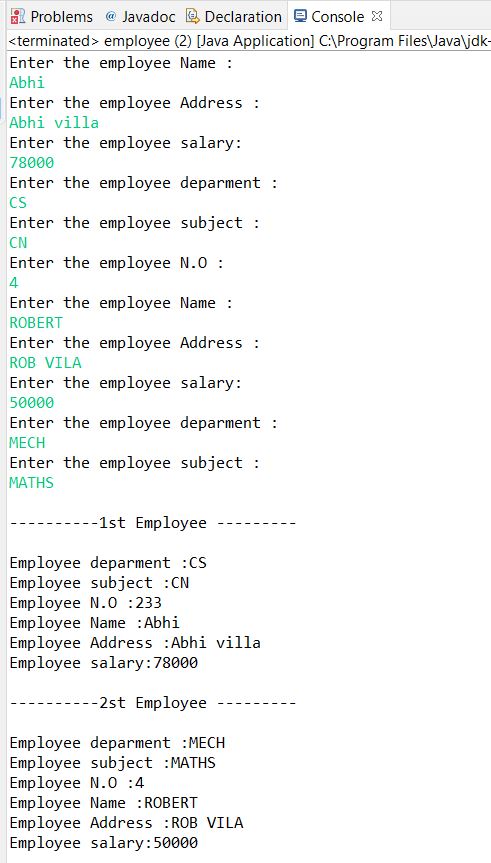 Problems @ Javadoc Declaration Console
<terminated> employee (2) [Java Application] C:\Program Files\Java\jdk-
Enter the employee Name :
Abhi
Enter the employee Address :
Abhi villa
Enter the employee salary:
78000
Enter the employee deparment :
CS
Enter the employee subject :
CN
Enter the employee N.O :
4
Enter the employee Name :
ROBERT
Enter the employee Address :
ROB VILA
Enter the employee salary:
50000
Enter the employee deparment :
MECH
Enter the employee subject :
MATHS
----------1st Employee ---------
Employee deparment :CS
Employee subject :CN
Employee N.O :233
Employee Name :Abhi
Employee Address :Abhi villa
Employee salary:78000
----------2st Employee ---------
Employee deparment :MECH
Employee subject :MATHS
Employee N.O :4
Employee Name :ROBERT
Employee Address :ROB VILA
Employee salary:50000